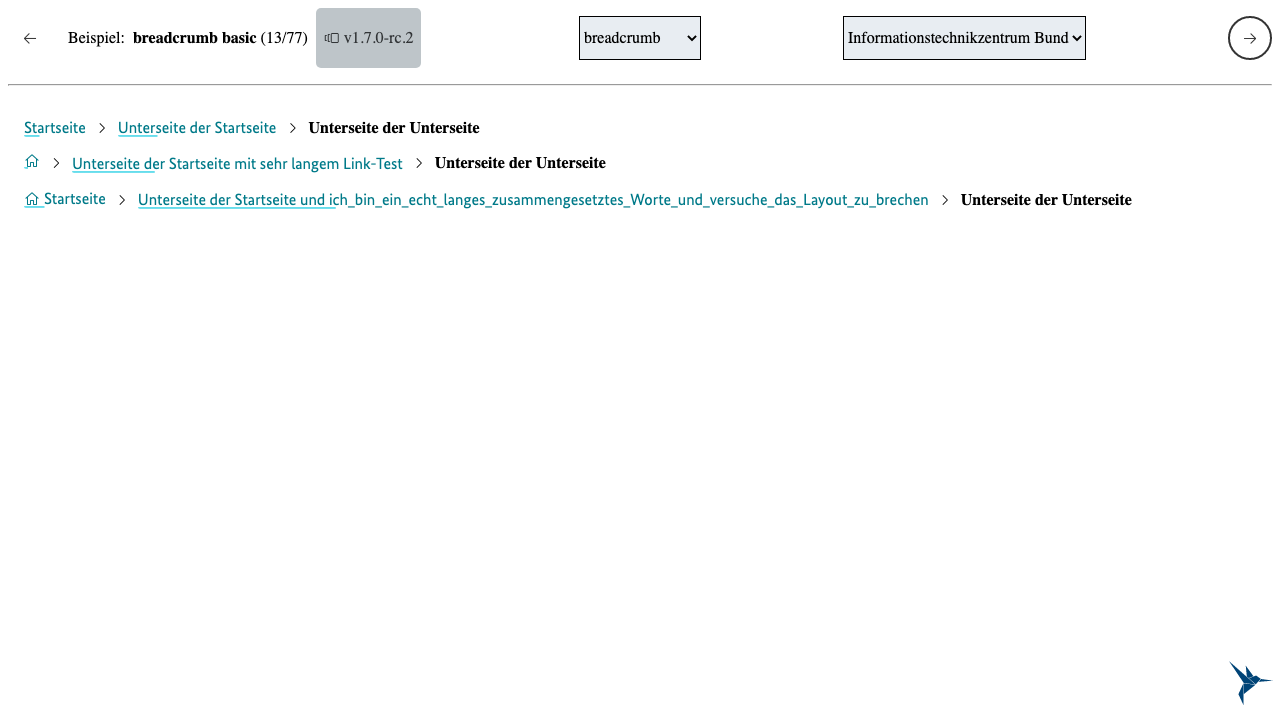 Beispiel: breadcrumb basic (13/77) v1.7.0-rc.2 breadcrumb Informationstechnikzentrum Bund
Startseite Unterseite der Startseite Unterseite der Unterseite
Unterseite der Startseite mit sehr langem Link-Test Unterseite der Unterseite
Startseite Unterseite der Startseite und ich_bin_ein_echt_langes_zusammengesetztes_Worte_und_versuche_das_Layout_zu_brechen Unterseite der Unterseite